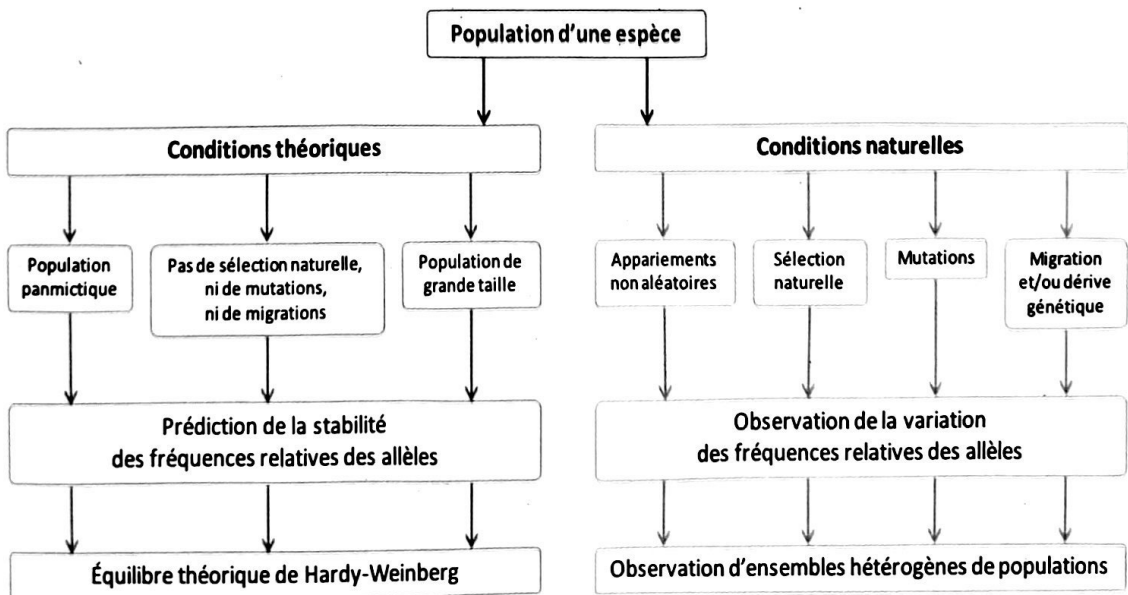 Population d'une espèce
Conditions théoriques
Conditions naturelles
Population
panmictique
Pas de sélection naturelle,
ni de mutations,
ni de migrations
Population de
grande taille
Appariements
non aléatoires
Sélection
naturelle
Mutations
Migration
et/ou dérive
génétique
Prédiction de la stabilité
des fréquences relatives des allèles
Observation de la variation
des fréquences relatives des allèles
Équilibre théorique de Hardy-Weinberg
Observation d'ensembles hétérogènes de populations